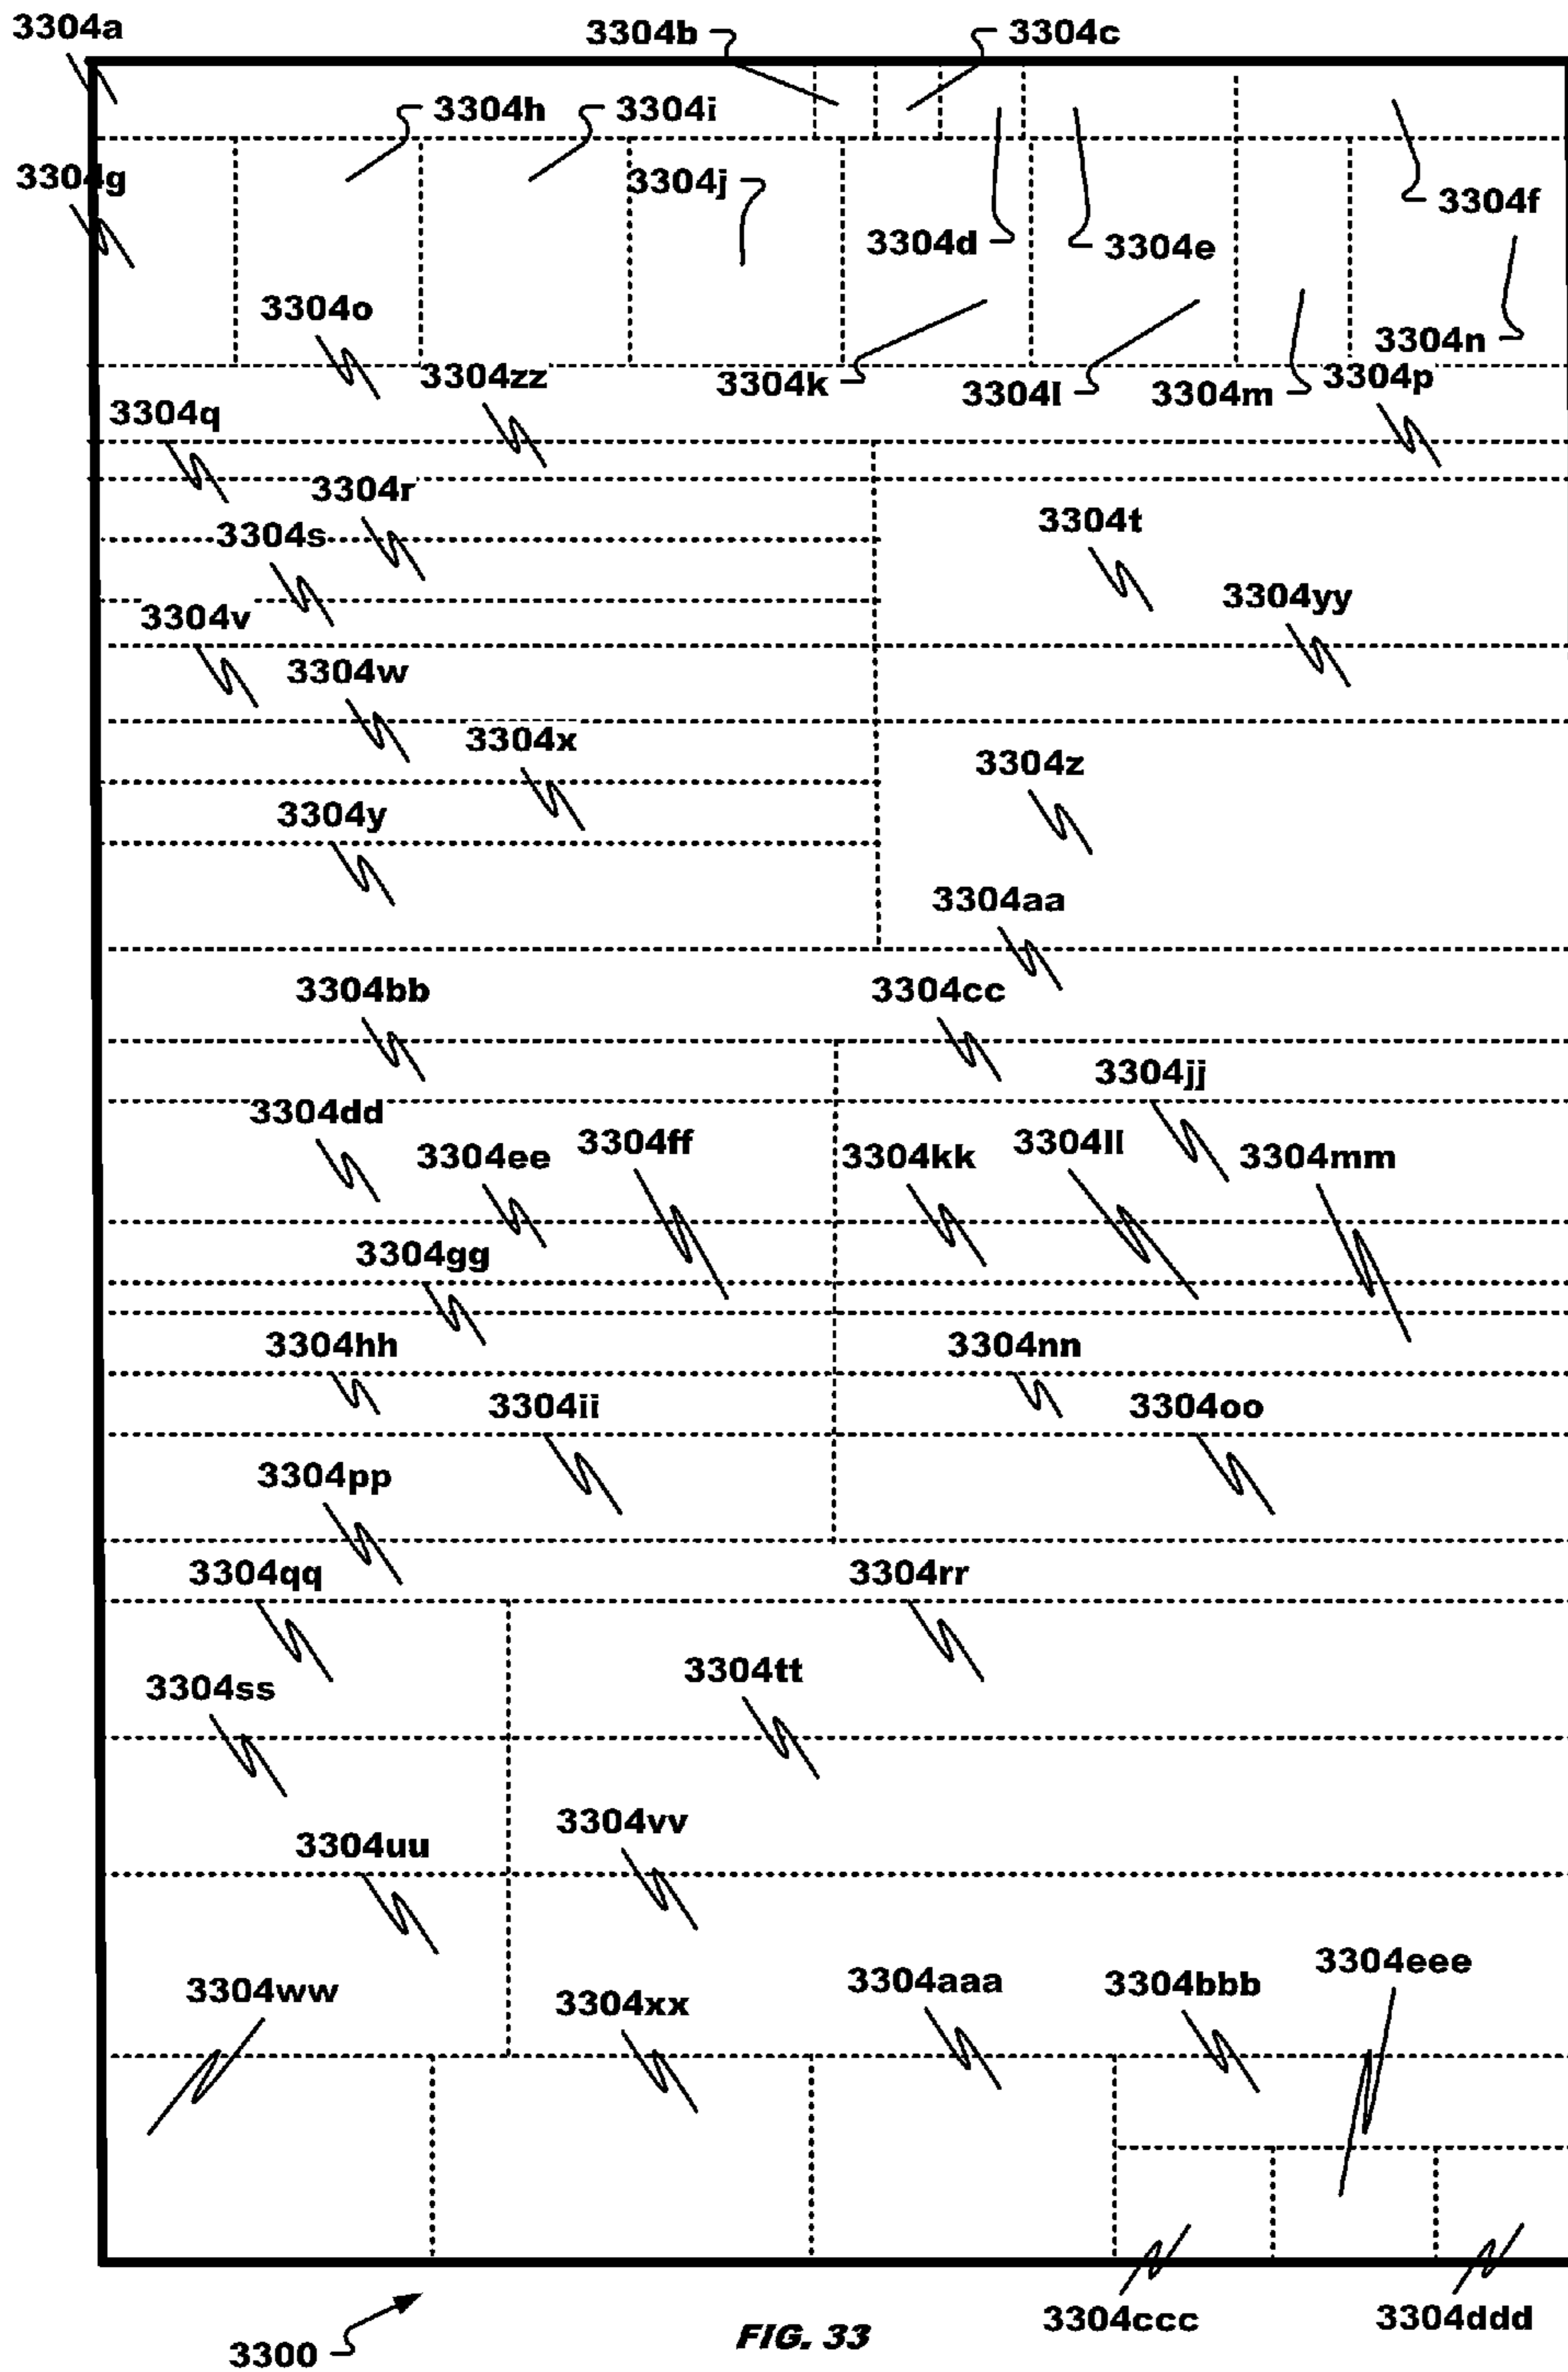 3304a 3304b 3304c
3304h 3304i
3304g 3304j 3304f
3304d 3304e
3304o 3304n
3304zz 3304k 3304l 3304m 3304p
3304q
3304r
3304s 3304t
3304v 3304yy
3304w
3304x
3304z
3304y
3304aa
3304bb 3304cc
3304jj
3304dd
3304ee 3304ff 3304kk 3304ll 3304mm
3304gg
3304hh 3304nn
3304ii 3304oo
3304pp
3304qq 3304rr
3304tt
3304ss
3304vv
3304uu
3304eee
3304ww 3304xx 3304aaa 3304bbb
3304ccc 3304ddd
FIG. 33
3300